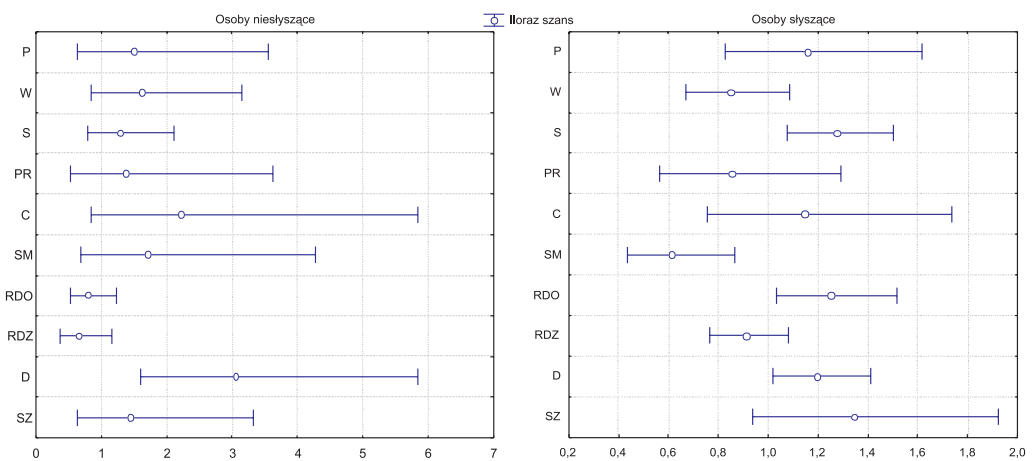 Osoby niesłyszące
Iloraz szans
Osoby słyszące
P
W
S
PR
C
SM
RDO
RDZ
D
SZ
0 1 2 3 4 5 6 7
P
W
S
PR
C
SM
RDO
RDZ
D
SZ
0,2 0,4 0,6 0,8 1,0 1,2 1,4 1,6 1,8 2,0